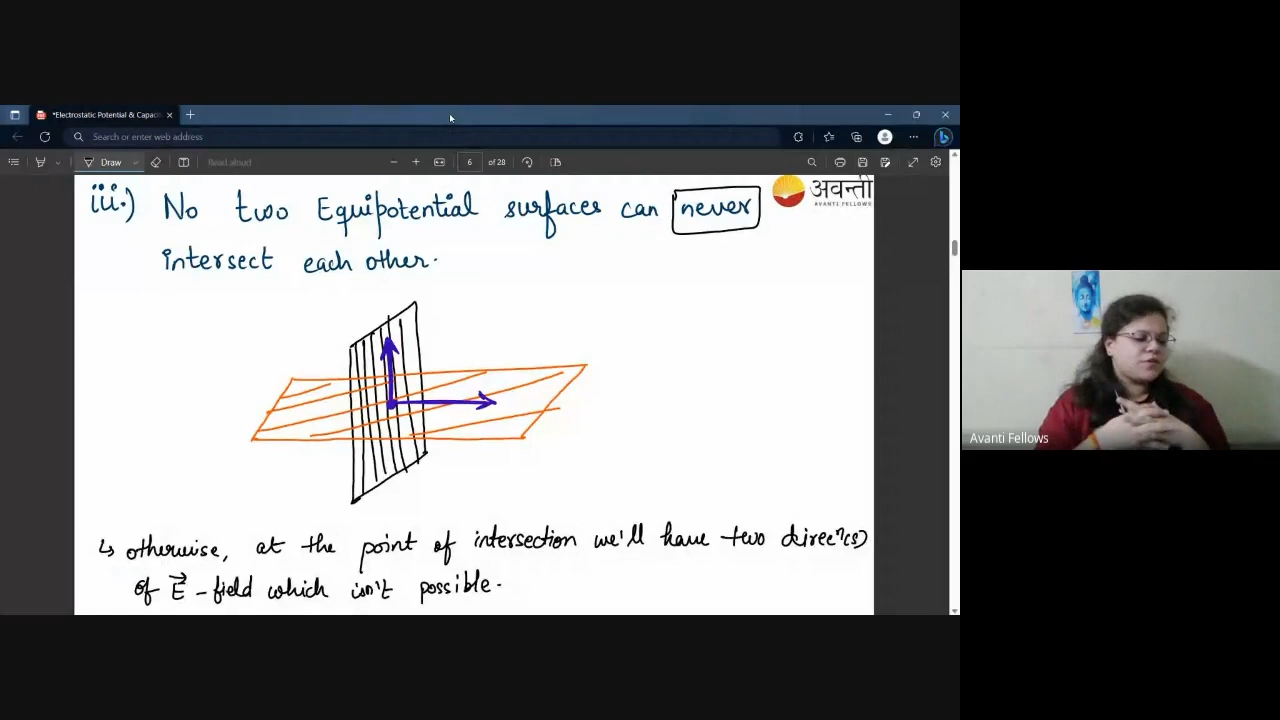 *Electrostatic Potential & Capaci
Search or enter web address
Draw
Read aloud
6 of 28
iii.) No two Equipotential surfaces can never
intersect each other.
अवन्ती
AVANTI FELLOWS
↳ otherwise, at the point of intersection we'll have two direcⁿ(s)
of E⃗ - field which isn't possible.
Avanti Fellows